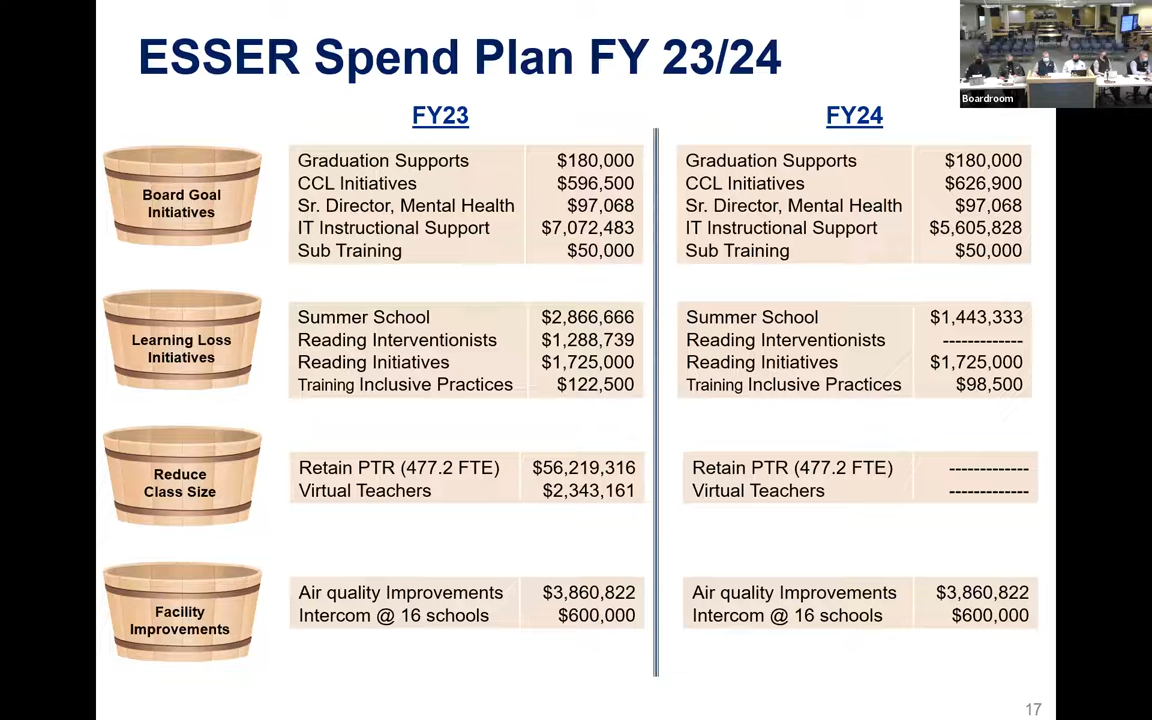 ESSER Spend Plan FY 23/24
Boardroom
FY23
FY24
Board Goal
Initiatives
Graduation Supports $180,000
CCL Initiatives $596,500
Sr. Director, Mental Health $97,068
IT Instructional Support $7,072,483
Sub Training $50,000
Graduation Supports $180,000
CCL Initiatives $626,900
Sr. Director, Mental Health $97,068
IT Instructional Support $5,605,828
Sub Training $50,000
Learning Loss
Initiatives
Summer School $2,866,666
Reading Interventionists $1,288,739
Reading Initiatives $1,725,000
Training Inclusive Practices $122,500
Summer School $1,443,333
Reading Interventionists -------------
Reading Initiatives $1,725,000
Training Inclusive Practices $98,500
Reduce
Class Size
Retain PTR (477.2 FTE) $56,219,316
Virtual Teachers $2,343,161
Retain PTR (477.2 FTE) -------------
Virtual Teachers -------------
Facility
Improvements
Air quality Improvements $3,860,822
Intercom @ 16 schools $600,000
Air quality Improvements $3,860,822
Intercom @ 16 schools $600,000
17